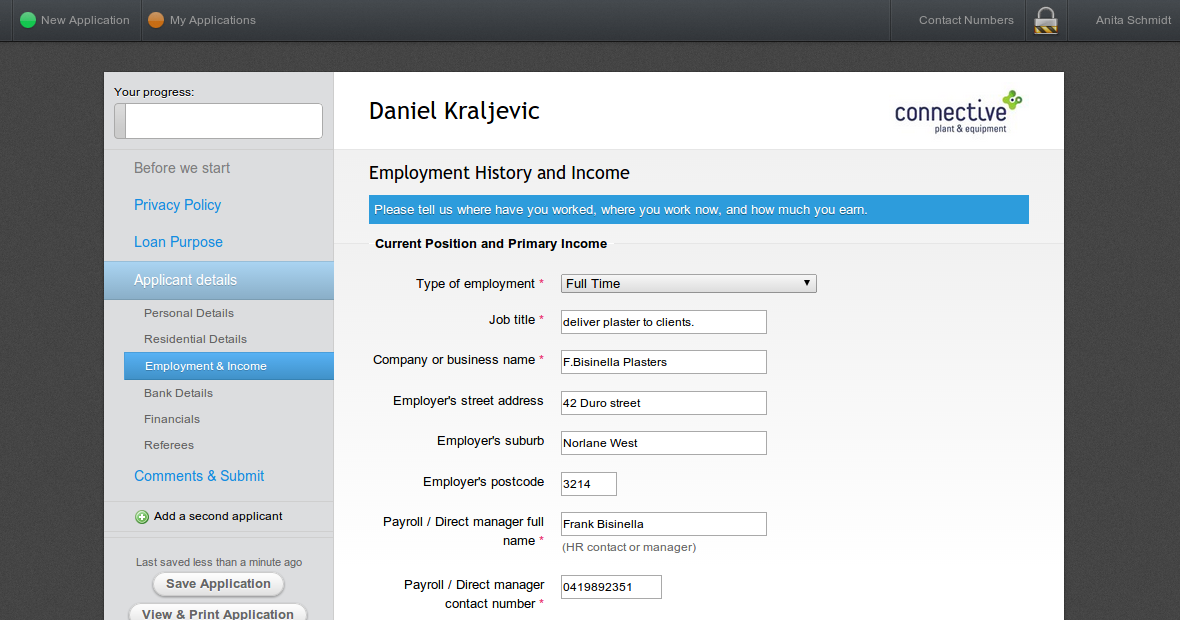 New Application
My Applications
Contact Numbers
Anita Schmidt
Your progress:
Before we start
Privacy Policy
Loan Purpose
Applicant details
Personal Details
Residential Details
Employment & Income
Bank Details
Financials
Referees
Comments & Submit
Add a second applicant
Last saved less than a minute ago
Save Application
View & Print Application
Daniel Kraljevic
connective
plant & equipment
Employment History and Income
Please tell us where have you worked, where you work now, and how much you earn.
Current Position and Primary Income
Type of employment * Full Time
Job title * deliver plaster to clients.
Company or business name * F.Bisinella Plasters
Employer's street address 42 Duro street
Employer's suburb Norlane West
Employer's postcode 3214
Payroll / Direct manager full
name * Frank Bisinella
(HR contact or manager)
Payroll / Direct manager
contact number * 0419892351